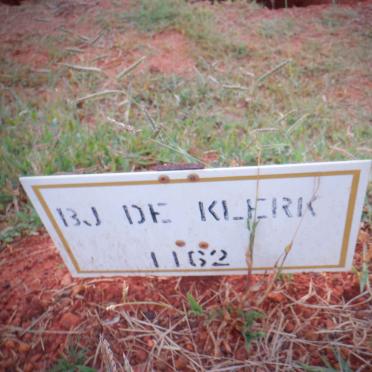 BJ DE KLERK
1162